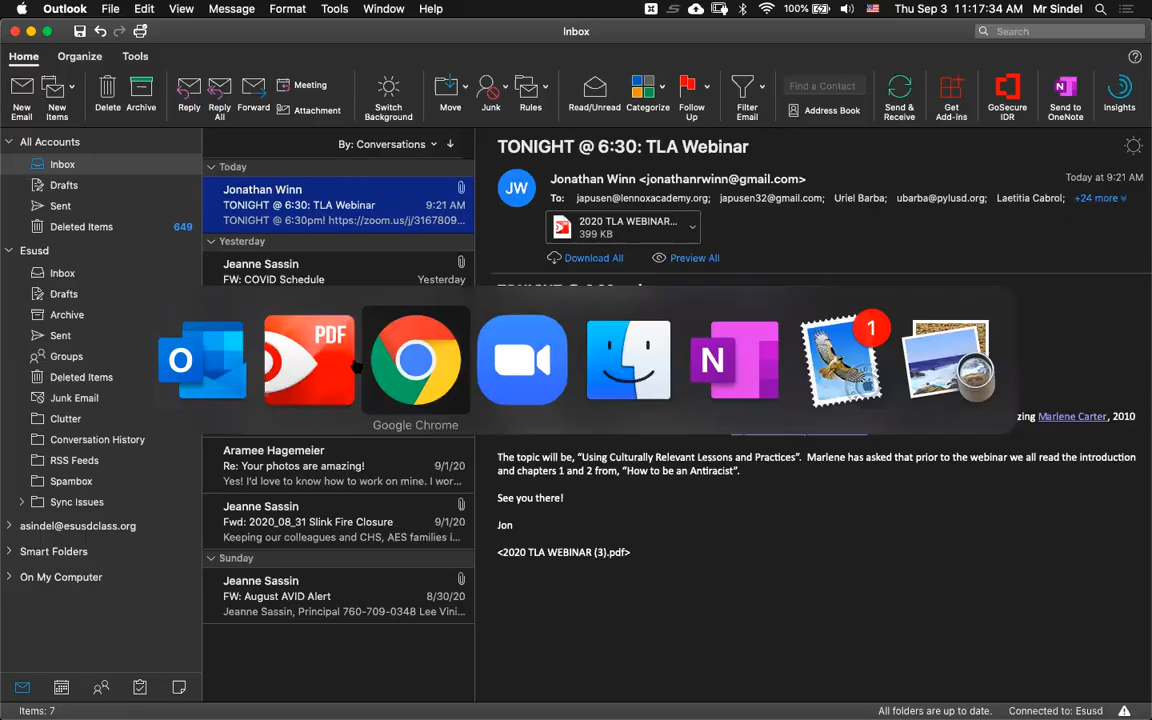 Outlook File Edit View Message Format Tools Window Help 100% Thu Sep 3 11:17:34 AM Mr Sindel
Inbox
Search
Home Organize Tools
New Email
New Items
Delete
Archive
Reply
Reply All
Forward
Meeting
Attachment
Switch Background
Move
Junk
Rules
Read/Unread
Categorize
Follow Up
Filter Email
Find a Contact
Address Book
Send & Receive
Get Add-ins
GoSecure IDR
Send to OneNote
Insights
All Accounts
Inbox
Drafts
Sent
Deleted Items 649
Esusd
Inbox
Drafts
Archive
Sent
Groups
Deleted Items
Junk Email
Clutter
Conversation History
RSS Feeds
Spambox
Sync Issues
asindel@esusdclass.org
Smart Folders
On My Computer
By: Conversations
Today
Jonathan Winn
TONIGHT @ 6:30: TLA Webinar 9:21 AM
TONIGHT @ 6:30pm! https://zoom.us/j/3167809...
Yesterday
Jeanne Sassin
FW: COVID Schedule Yesterday
Aramee Hagemeier
Re: Your photos are amazing! 9/1/20
Yes! I'd love to know how to work on mine. I wor...
Jeanne Sassin
Fwd: 2020_08_31 Slink Fire Closure 9/1/20
Keeping our colleagues and CHS, AES families i...
Sunday
Jeanne Sassin
FW: August AVID Alert 8/30/20
Jeanne Sassin, Principal 760-709-0348 Lee Vini...
TONIGHT @ 6:30: TLA Webinar
JW
Jonathan Winn <jonathanrwinn@gmail.com> Today at 9:21 AM
To: japusen@lennoxacademy.org; japusen32@gmail.com; Uriel Barba; ubarba@pylusd.org; Laetitia Cabrol; +24 more
2020 TLA WEBINAR...
399 KB
Download All Preview All
O
PDF
N
1
Google Chrome
zing Marlene Carter, 2010
The topic will be, “Using Culturally Relevant Lessons and Practices”. Marlene has asked that prior to the webinar we all read the introduction
and chapters 1 and 2 from, “How to be an Antiracist”.
See you there!
Jon
<2020 TLA WEBINAR (3).pdf>
Items: 7
All folders are up to date. Connected to: Esusd